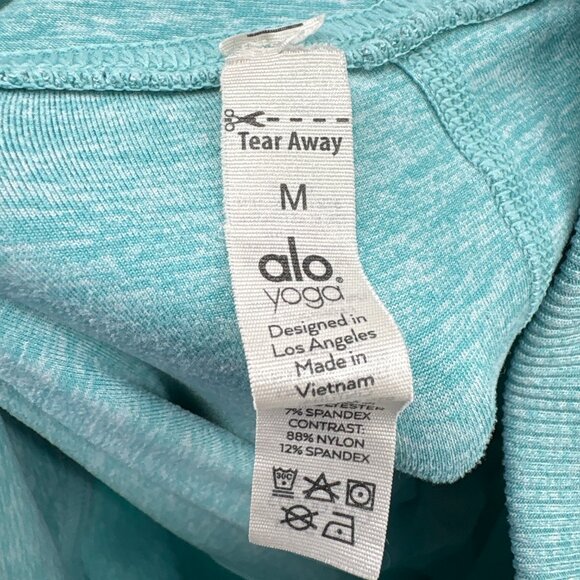 Tear Away
M
alo
yoga
Designed in
Los Angeles
Made in
Vietnam
7% SPANDEX
CONTRAST:
88% NYLON
12% SPANDEX